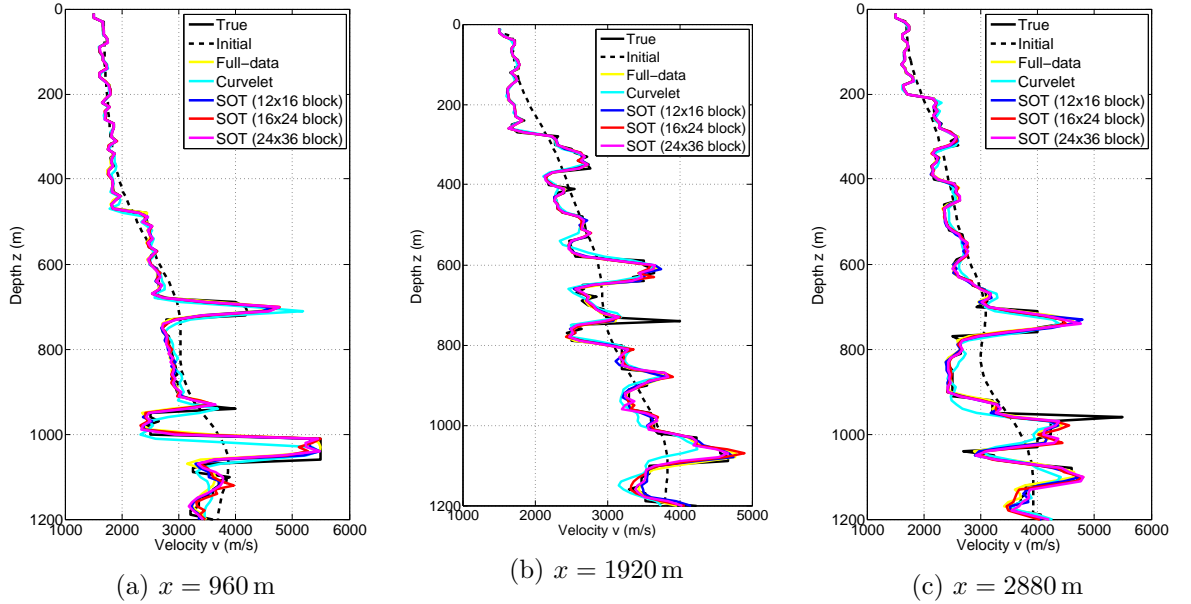 0
200
400
600
800
1000
1200
1000
2000
3000
4000
5000
6000
Depth z (m)
Velocity v (m/s)
True
Initial
Full-data
Curvelet
SOT (12x16 block)
SOT (16x24 block)
SOT (24x36 block)
(a) x = 960 m
0
200
400
600
800
1000
1200
1000
2000
3000
4000
5000
Depth z (m)
Velocity v (m/s)
True
Initial
Full-data
Curvelet
SOT (12x16 block)
SOT (16x24 block)
SOT (24x36 block)
(b) x = 1920 m
0
200
400
600
800
1000
1200
1000
2000
3000
4000
5000
6000
Depth z (m)
Velocity v (m/s)
True
Initial
Full-data
Curvelet
SOT (12x16 block)
SOT (16x24 block)
SOT (24x36 block)
(c) x = 2880 m